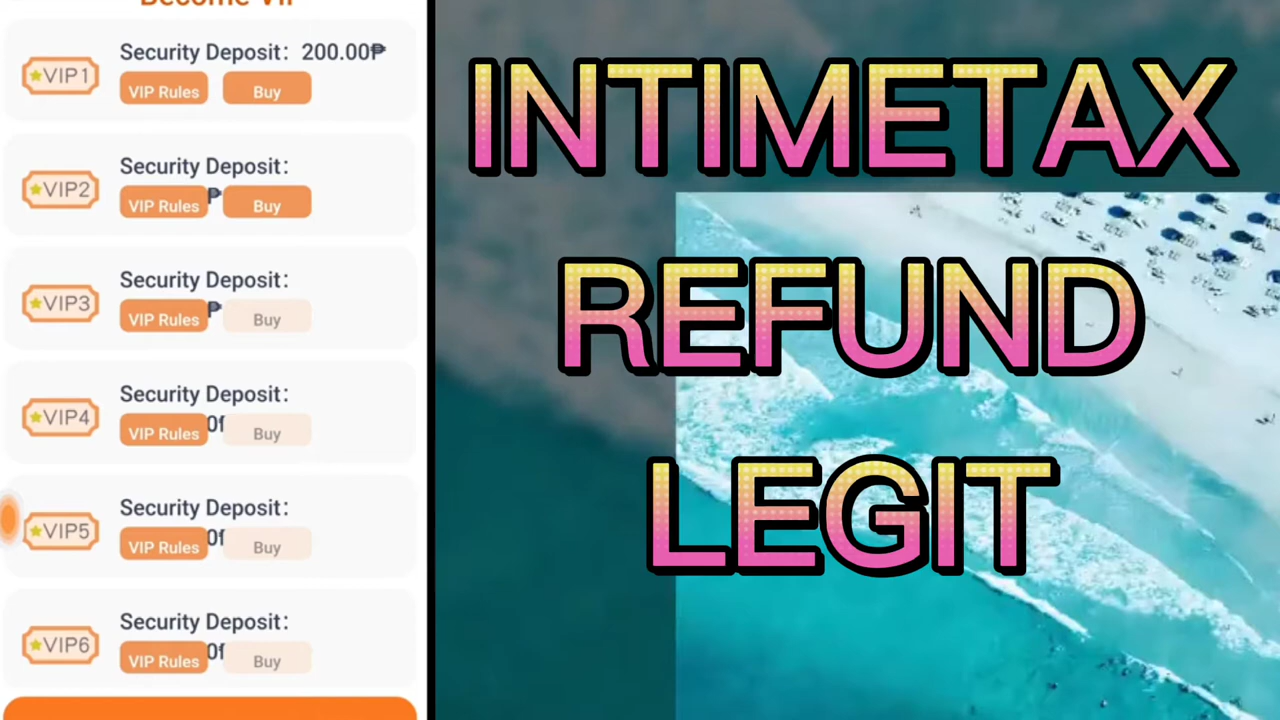 Become VIP
VIP1
Security Deposit: 200.00₱
VIP Rules
Buy
VIP2
Security Deposit:
₱
VIP Rules
Buy
VIP3
Security Deposit:
₱
VIP Rules
Buy
VIP4
Security Deposit:
VIP Rules
Buy
VIP5
Security Deposit:
VIP Rules
Buy
VIP6
Security Deposit:
VIP Rules
Buy
INTIMETAX
REFUND
LEGIT